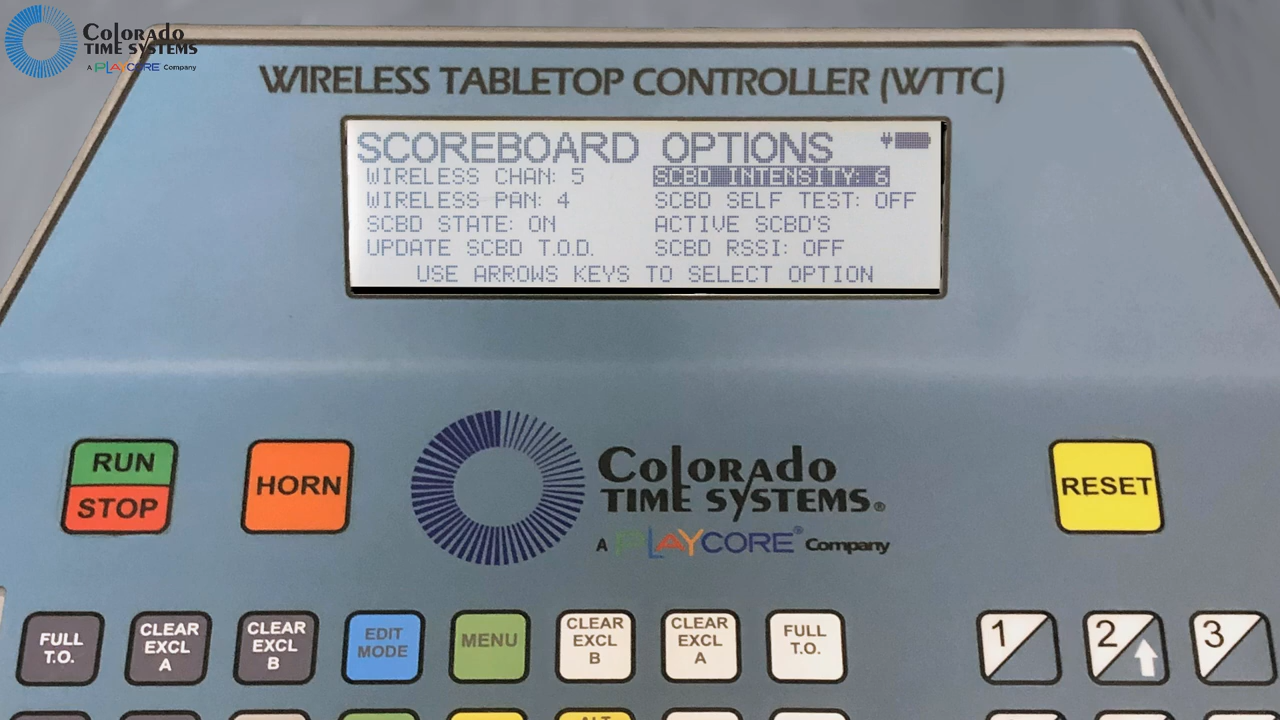 Colorado
TIME SYSTEMS
A PLAYCORE Company
WIRELESS TABLETOP CONTROLLER (WTTC)
SCOREBOARD OPTIONS
WIRELESS CHAN: 5 SCBD INTENSITY: 6
WIRELESS PAN: 4 SCBD SELF TEST: OFF
SCBD STATE: ON ACTIVE SCBD'S
UPDATE SCBD T.O.D. SCBD RSSI: OFF
USE ARROWS KEYS TO SELECT OPTION
RUN
STOP
HORN
Colorado
TIME SYSTEMS®
A PLAYCORE® Company
RESET
FULL
T.O.
CLEAR
EXCL
A
CLEAR
EXCL
B
EDIT
MODE
MENU
CLEAR
EXCL
B
CLEAR
EXCL
A
FULL
T.O.
1
2
3